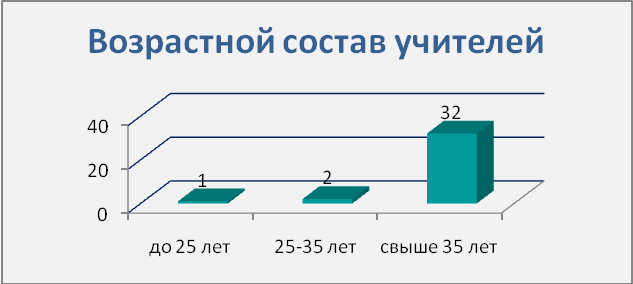 Возрастной состав учителей
32
40
1
2
20
0
до 25 лет
25-35 лет
свыше 35 лет